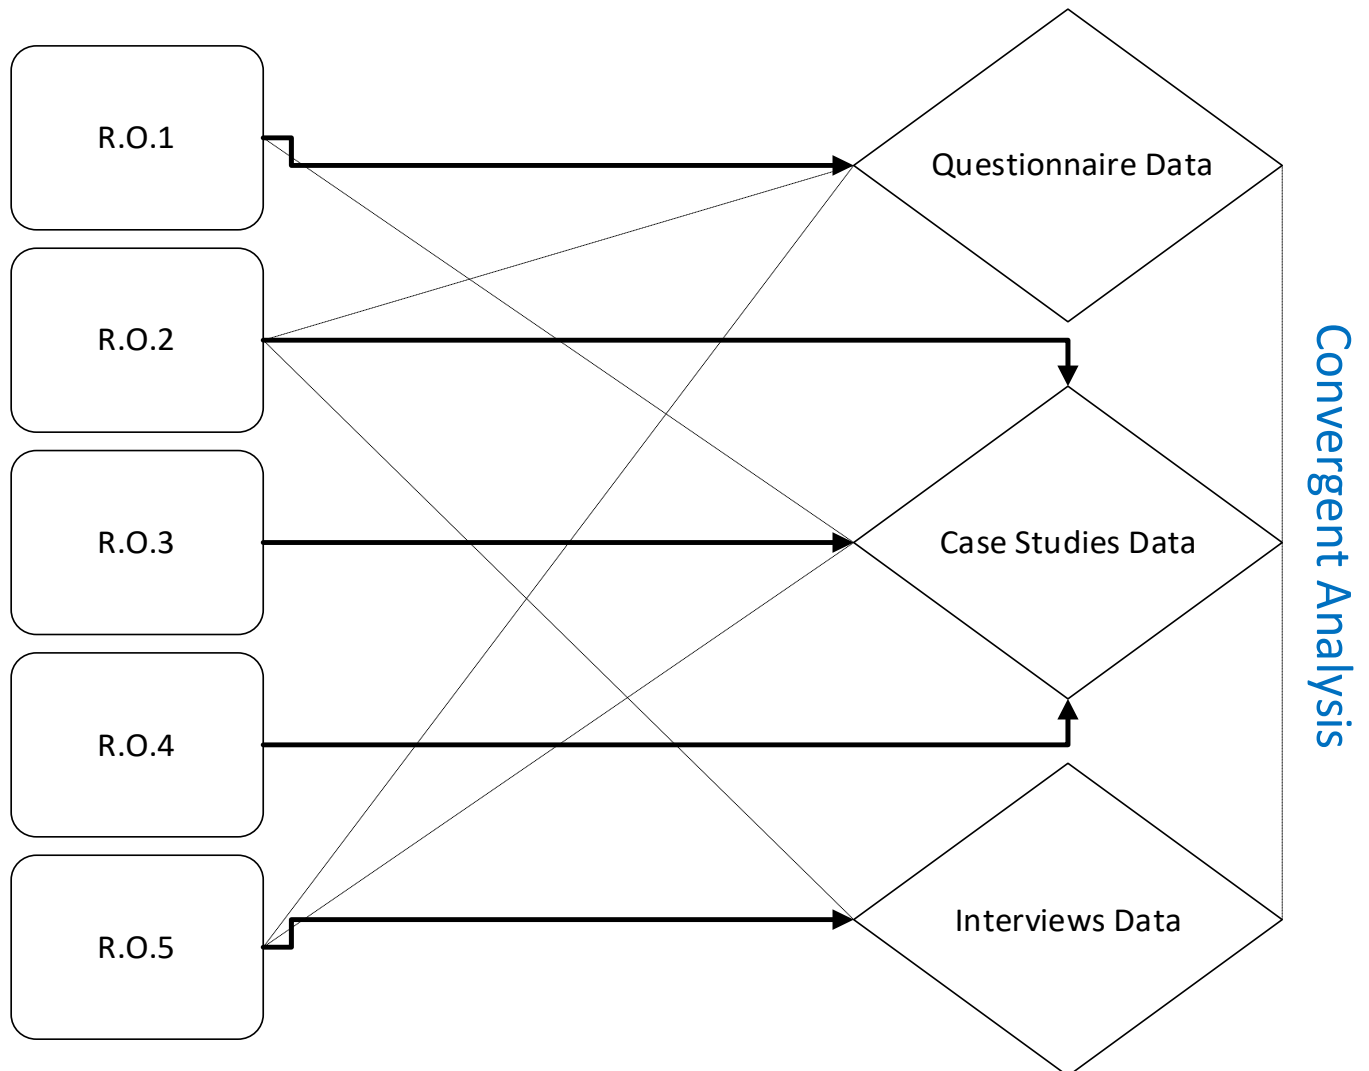 R.O.1
Questionnaire Data
R.O.2
R.O.3
Case Studies Data
R.O.4
R.O.5
Interviews Data
Convergent Analysis